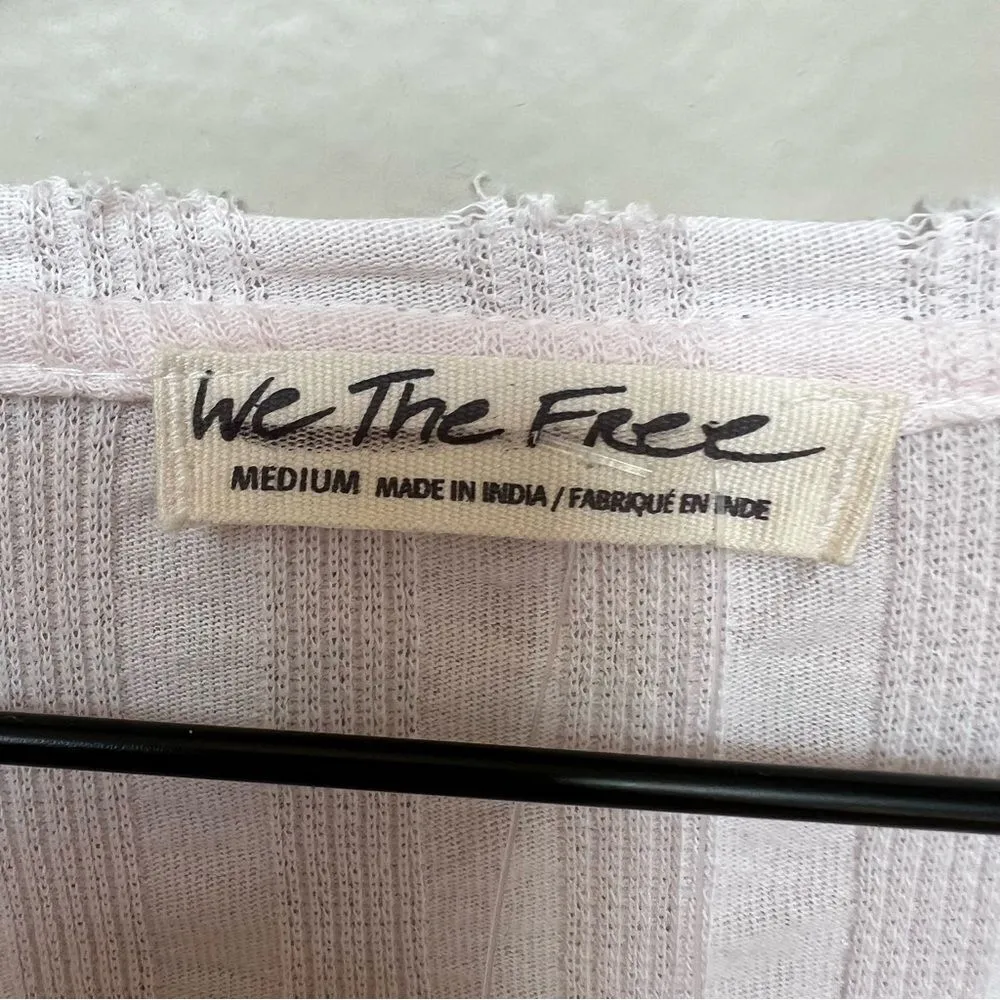 We The Free
MEDIUM MADE IN INDIA / FABRIQUÉ EN INDE